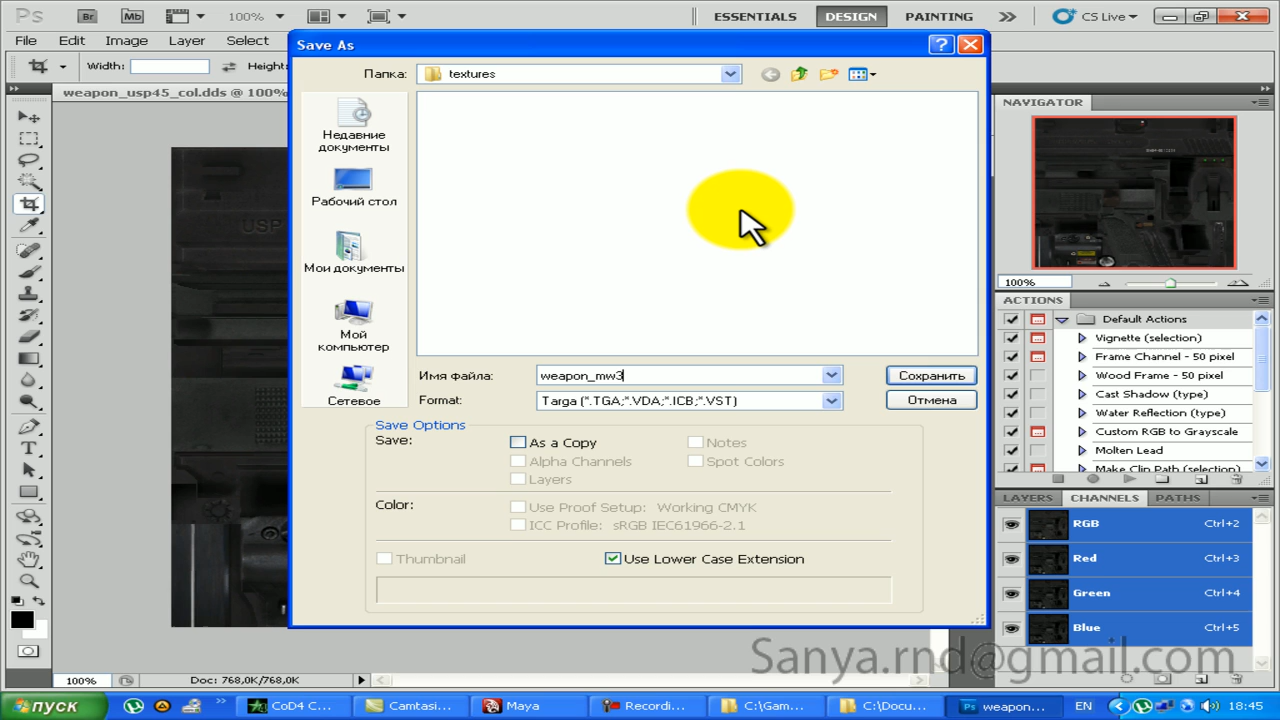 Ps Br Mb 100% ESSENTIALS DESIGN PAINTING CS Live
File Edit Image Layer Select
Save As
Width: Height:
Папка: textures
weapon_usp45_col.dds @ 100%
NAVIGATOR
Недавние
документы
Рабочий стол
Мои документы
Мой
компьютер
Сетевое
100%
ACTIONS
Default Actions
Vignette (selection)
Frame Channel - 50 pixel
Wood Frame - 50 pixel
Cast Shadow (type)
Water Reflection (type)
Custom RGB to Grayscale
Molten Lead
Make Clip Path (selection)
Имя файла: weapon_mw3 Сохранить
Format: Targa (*.TGA;*.VDA;*.ICB;*.VST) Отмена
Save Options
Save: As a Copy Notes
Alpha Channels Spot Colors
Layers
Color: Use Proof Setup: Working CMYK
ICC Profile: sRGB IEC61966-2.1
Thumbnail Use Lower Case Extension
LAYERS CHANNELS PATHS
RGB Ctrl+2
Red Ctrl+3
Green Ctrl+4
Blue Ctrl+5
Sanya.rnd@gmail.com
100% Doc: 768,0K/768,0K
пуск CoD4 C... Camtasi... Maya Recordi... C:\Gam... C:\Docu... Ps weapon... EN 18:45